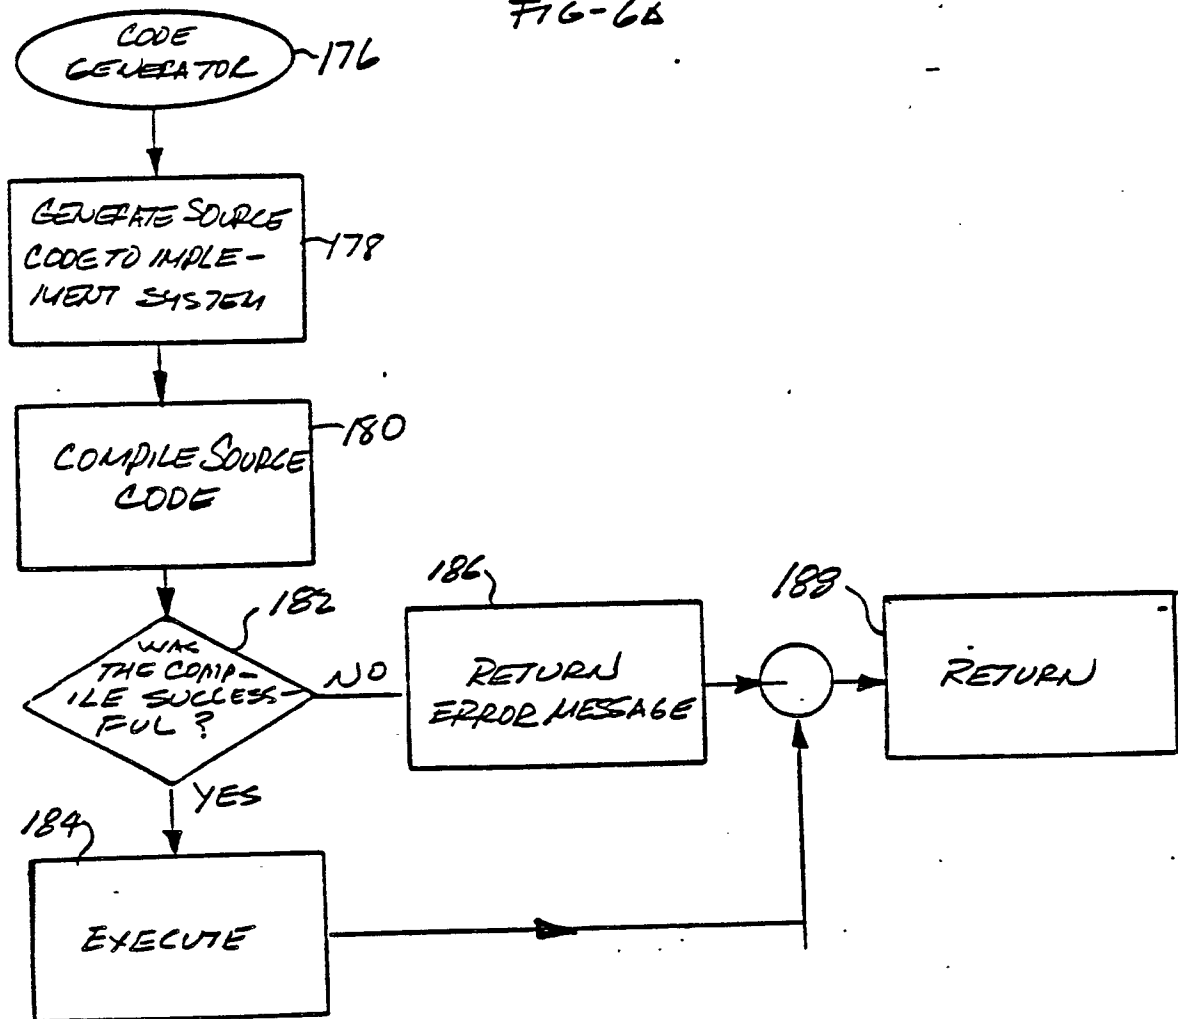 FIG-6A
CODE
GENERATOR
176
GENERATE SOURCE
CODE TO IMPLE-
MENT SYSTEM
178
COMPILE SOURCE
CODE
180
WAS
THE COMP-
ILE SUCCESS-
FUL?
182
NO
YES
186
RETURN
ERROR MESSAGE
188
RETURN
184
EXECUTE